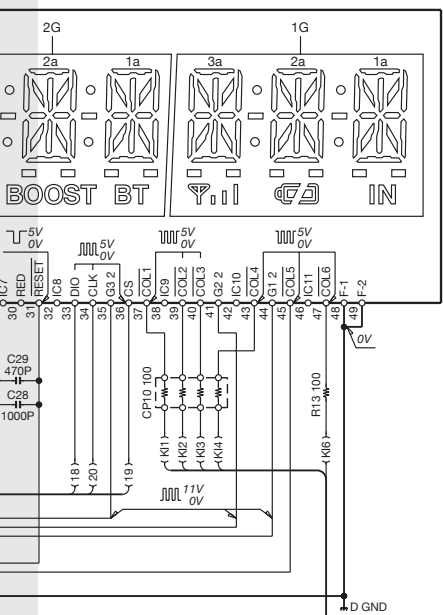 2G 1G
2a 1a 3a 2a 1a
BOOST BT IN
5V 5V 5V 5V
0V 0V 0V 0V
IC7 RED RESET IC8 DIO CLK G3 2 CS COL1 IC9 COL2 COL3 G2 2 IC10 COL4 G1 2 COL5 IC11 COL6 F-1 F-2
30 31 32 33 34 35 36 37 38 39 40 41 42 43 44 45 46 47 48 49
0V
C29
470P
C28
1000P
CP10 100
R13 100
KI1 KI2 KI3 KI4 KI6
18 20 19
11V
0V
D GND